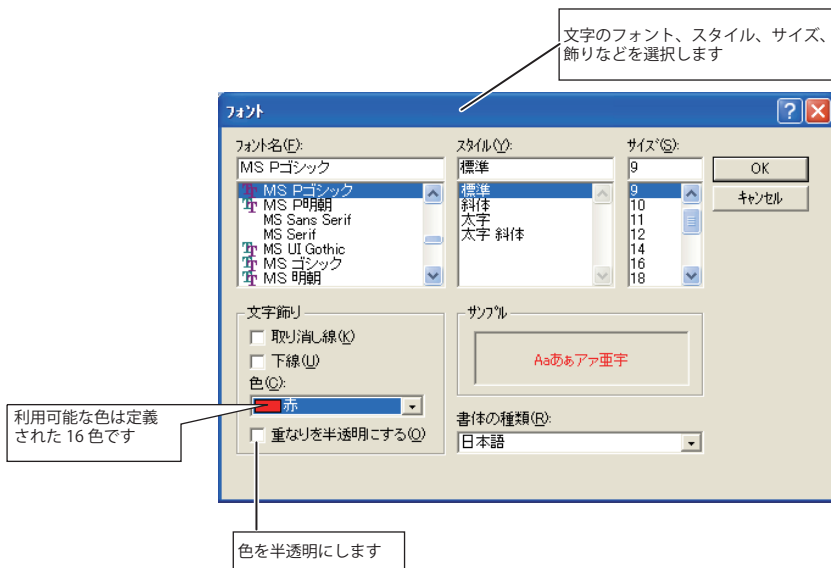 文字のフォント、スタイル、サイズ、
飾りなどを選択します
フォント
フォント名(F):
MS Pゴシック
MS Pゴシック
MS P明朝
MS Sans Serif
MS Serif
MS UI Gothic
MS ゴシック
MS 明朝
スタイル(Y):
標準
標準
斜体
太字
太字 斜体
サイズ(S):
9
9
10
11
12
14
16
18
OK
キャンセル
文字飾り
取り消し線(K)
下線(U)
色(C):
赤
重なりを半透明にする(O)
サンプル
Aaあぁアァ亜宇
書体の種類(R):
日本語
利用可能な色は定義
された 16 色です
色を半透明にします